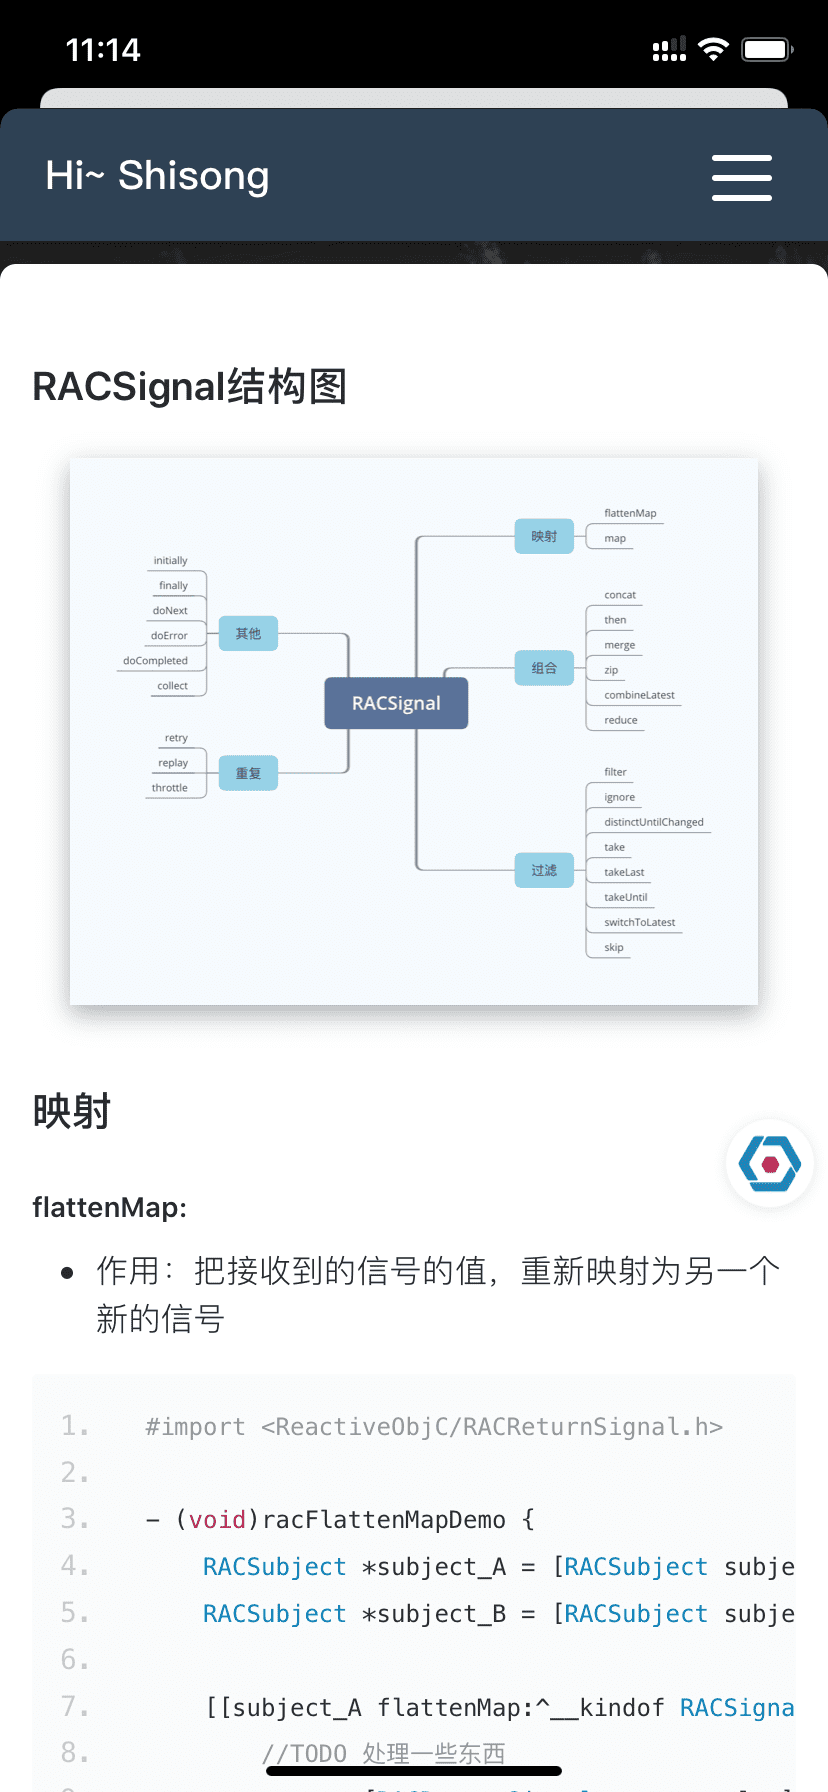 11:14
Hi~ Shisong
RACSignal结构图
RACSignal
映射
flattenMap
map
组合
concat
then
merge
zip
combineLatest
reduce
过滤
filter
ignore
distinctUntilChanged
take
takeLast
takeUntil
switchToLatest
skip
其他
initially
finally
doNext
doError
doCompleted
collect
重复
retry
replay
throttle
映射
flattenMap:
作用：把接收到的信号的值，重新映射为另一个
新的信号
1. #import <ReactiveObjC/RACReturnSignal.h>
2.
3. - (void)racFlattenMapDemo {
4. RACSubject *subject_A = [RACSubject subje
5. RACSubject *subject_B = [RACSubject subje
6.
7. [[subject_A flattenMap:^__kindof RACSigna
8. //TODO 处理一些东西